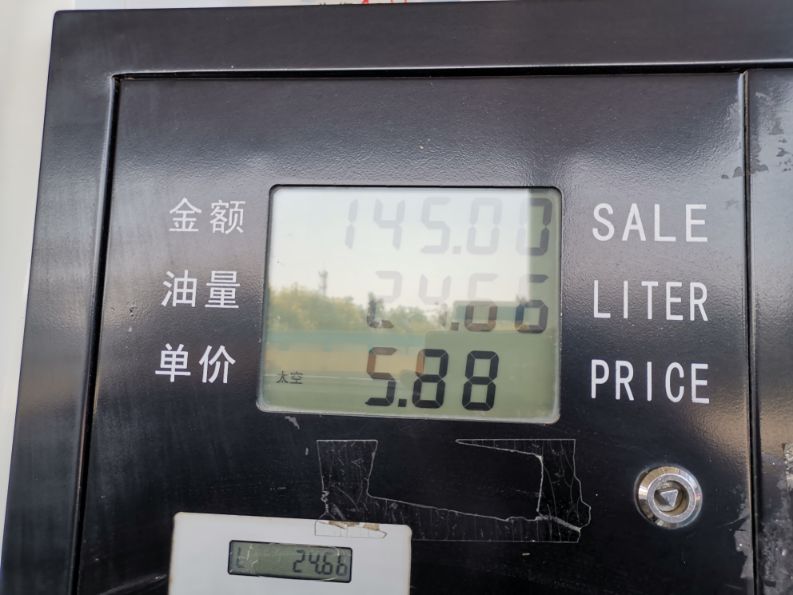 金额 145.00 SALE
油量 24.66 LITER
单价 太空 5.88 PRICE
L 24.66